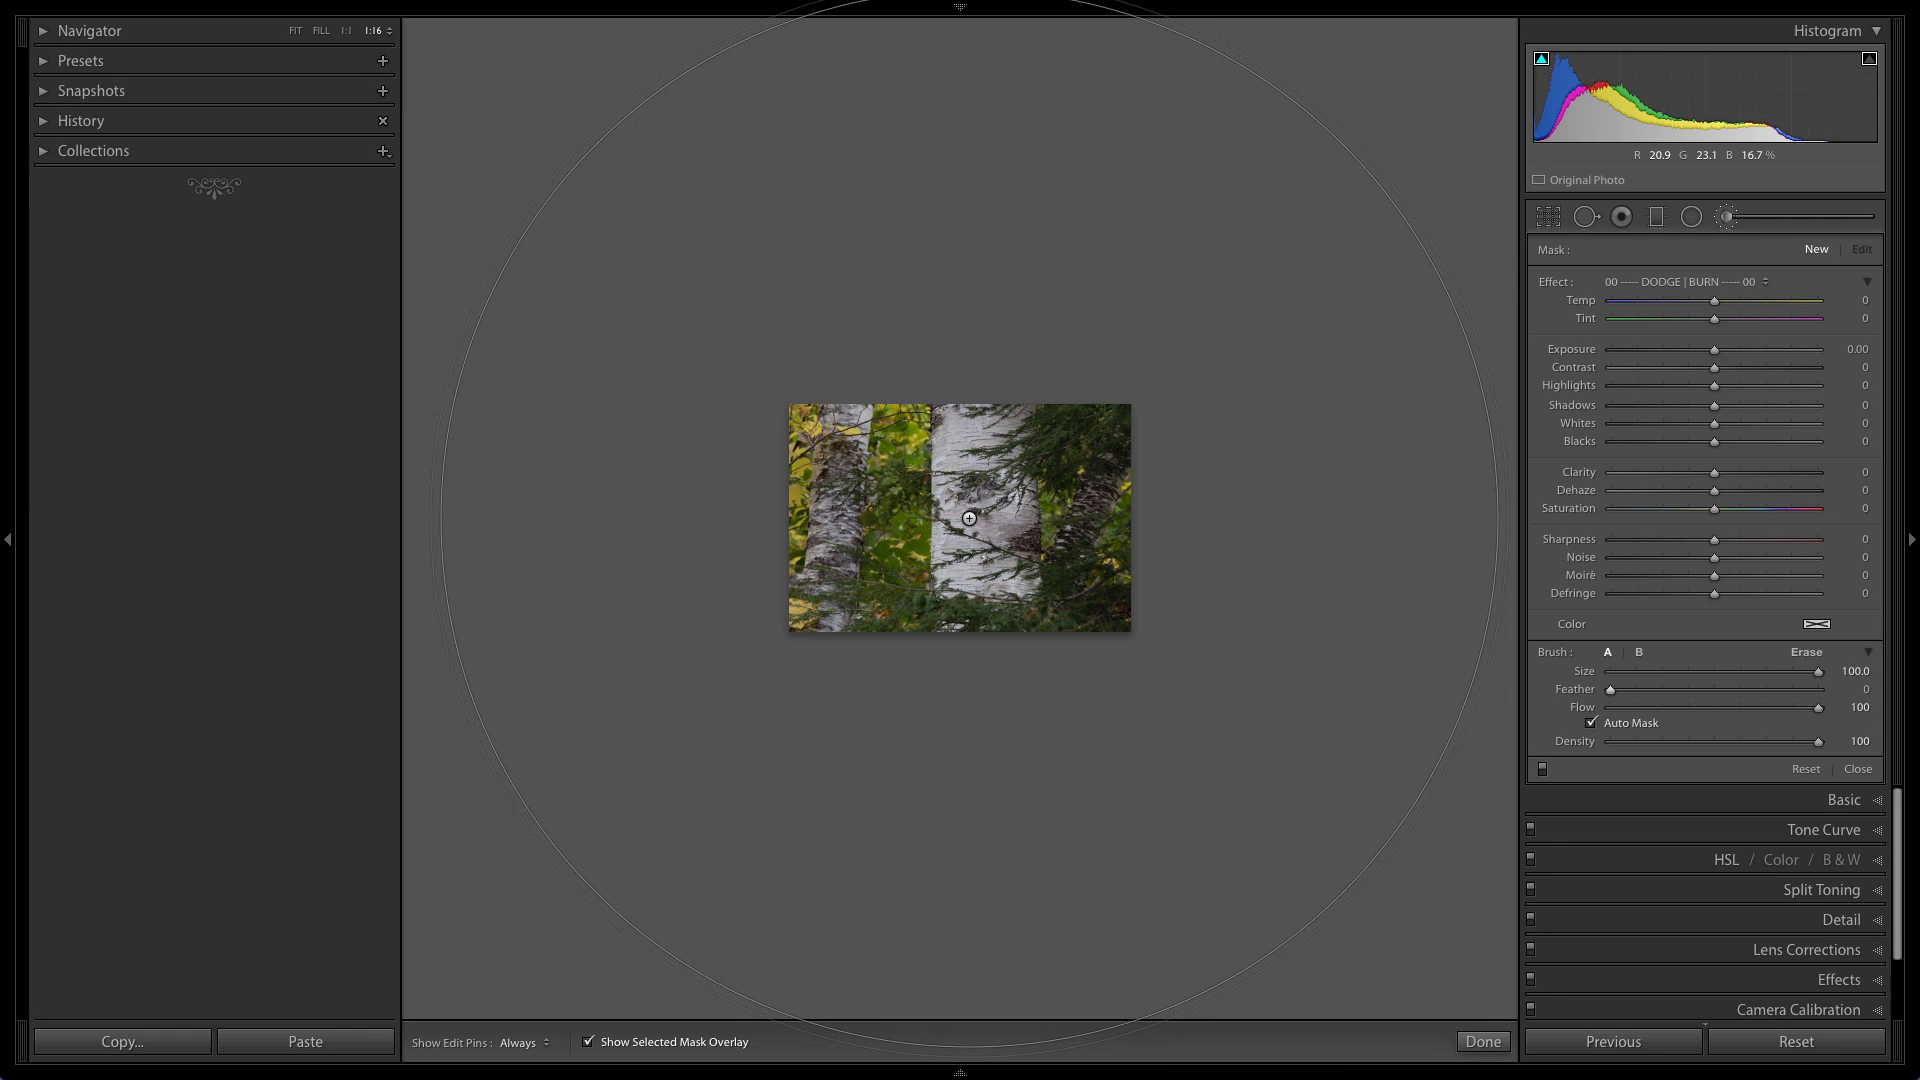 Navigator FIT FILL 1:1 1:16
Presets
Snapshots
History
Collections
Copy...
Paste
Show Edit Pins : Always
Show Selected Mask Overlay
Done
Histogram
R 20.9 G 23.1 B 16.7 %
Original Photo
Mask : New | Edit
Effect : 00 ----- DODGE | BURN ----- 00
Temp 0
Tint 0
Exposure 0.00
Contrast 0
Highlights 0
Shadows 0
Whites 0
Blacks 0
Clarity 0
Dehaze 0
Saturation 0
Sharpness 0
Noise 0
Moiré 0
Defringe 0
Color
Brush : A | B Erase
Size 100.0
Feather 0
Flow 100
Auto Mask
Density 100
Reset | Close
Basic
Tone Curve
HSL / Color / B & W
Split Toning
Detail
Lens Corrections
Effects
Camera Calibration
Previous
Reset